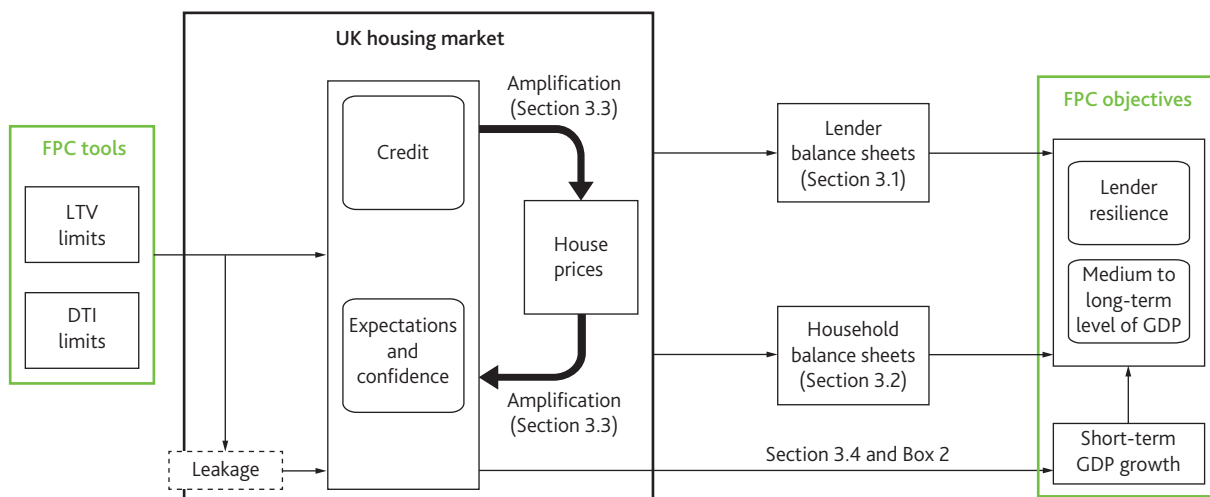 UK housing market
FPC tools
LTV
limits
DTI
limits
Leakage
Credit
Expectations
and
confidence
Amplification
(Section 3.3)
House
prices
Amplification
(Section 3.3)
Lender
balance sheets
(Section 3.1)
Household
balance sheets
(Section 3.2)
Section 3.4 and Box 2
FPC objectives
Lender
resilience
Medium to
long-term
level of GDP
Short-term
GDP growth